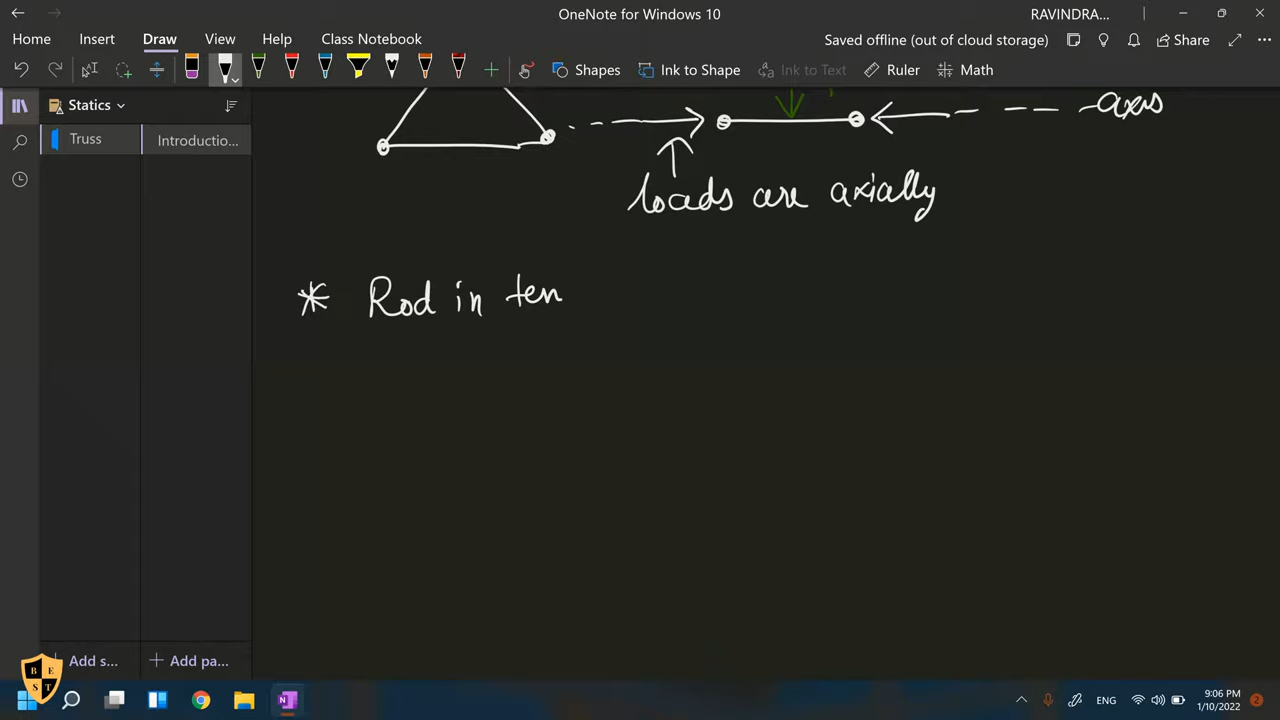 OneNote for Windows 10
RAVINDRA...
Home Insert Draw View Help Class Notebook
Saved offline (out of cloud storage) Share
Shapes Ink to Shape Ink to Text Ruler Math
Statics
Truss
Introductio...
axis
loads are axially
* Rod in ten
+ Add s... + Add pa...
BEST
ENG
9:06 PM
1/10/2022
2